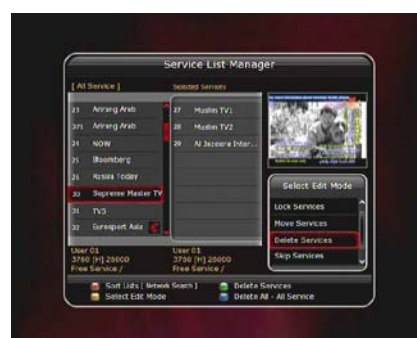 Service List Manager
[ All Service ] Selected Services
23 Arirang Arab
371 Arirang Arab
24 NOW
25 Bloomberg
26 Russia Today
30 Supreme Master TV
31 TV5
32 Eurosport Asia
27 Muslim TV1
28 Muslim TV2
29 Al Jazeera Inter...
Select Edit Mode
Lock Services
Move Services
Delete Services
Skip Services
User 01
3760 [H] 26000
Free Service /
User 01
3760 [H] 26000
Free Service /
Sort Lists [ Network Search ] Delete Services
Select Edit Mode Delete All - All Service